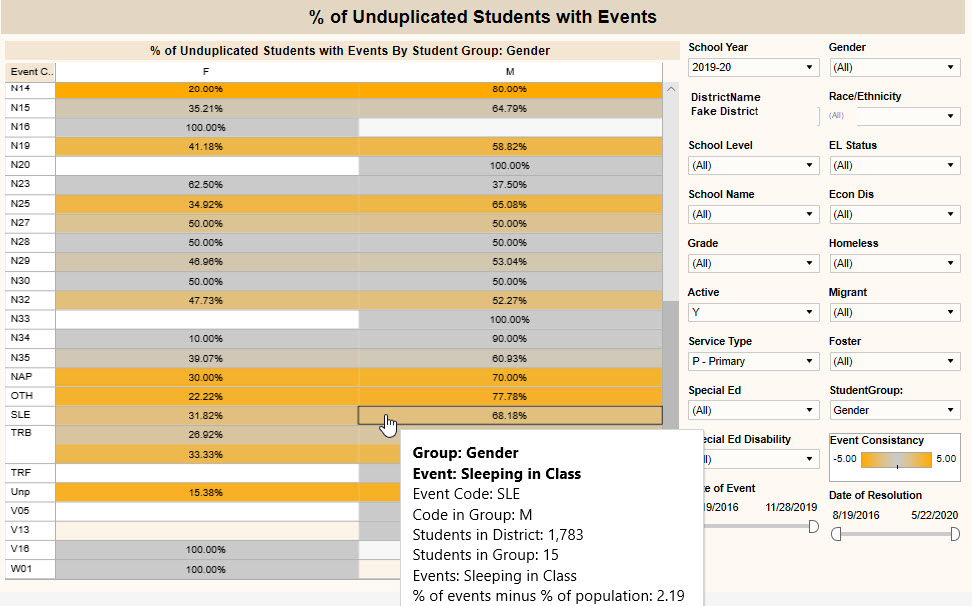 % of Unduplicated Students with Events
% of Unduplicated Students with Events By Student Group: Gender
Event C.. F M
N14 20.00% 80.00%
N15 35.21% 64.79%
N16 100.00%
N19 41.18% 58.82%
N20 100.00%
N23 62.50% 37.50%
N25 34.92% 65.08%
N27 50.00% 50.00%
N28 50.00% 50.00%
N29 46.96% 53.04%
N30 50.00% 50.00%
N32 47.73% 52.27%
N33 100.00%
N34 10.00% 90.00%
N35 39.07% 60.93%
NAP 30.00% 70.00%
OTH 22.22% 77.78%
SLE 31.82% 68.18%
TRB 26.92%
33.33%
TRF
Unp 15.38%
V05
V13
V16 100.00%
W01 100.00%
Group: Gender
Event: Sleeping in Class
Event Code: SLE
Code in Group: M
Students in District: 1,783
Students in Group: 15
Events: Sleeping in Class
% of events minus % of population: 2.19
School Year Gender
2019-20 (All)
DistrictName Race/Ethnicity
Fake District (All)
School Level EL Status
(All) (All)
School Name Econ Dis
(All) (All)
Grade Homeless
(All) (All)
Active Migrant
Y (All)
Service Type Foster
P - Primary (All)
Special Ed StudentGroup:
(All) Gender
ecial Ed Disability Event Consistancy
ll) -5.00 5.00
e of Event Date of Resolution
19/2016 11/28/2019 8/19/2016 5/22/2020